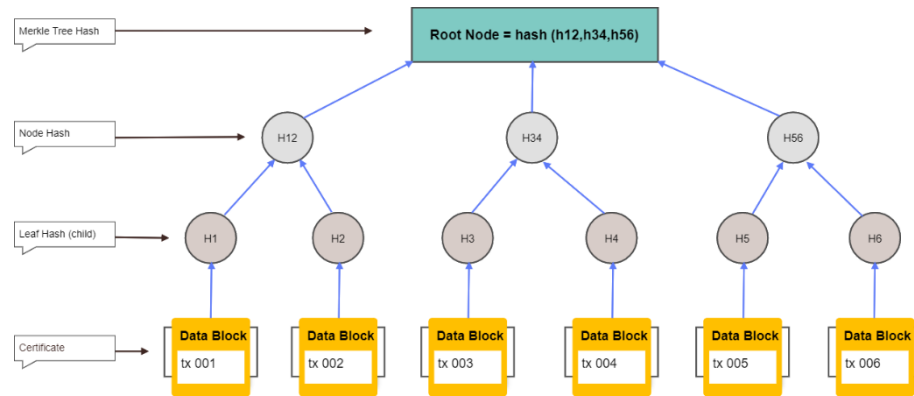 Merkle Tree Hash
Root Node = hash (h12,h34,h56)
Node Hash
H12
H34
H56
Leaf Hash (child)
H1
H2
H3
H4
H5
H6
Certificate
Data Block
Data Block
Data Block
Data Block
Data Block
Data Block
tx 001
tx 002
tx 003
tx 004
tx 005
tx 006